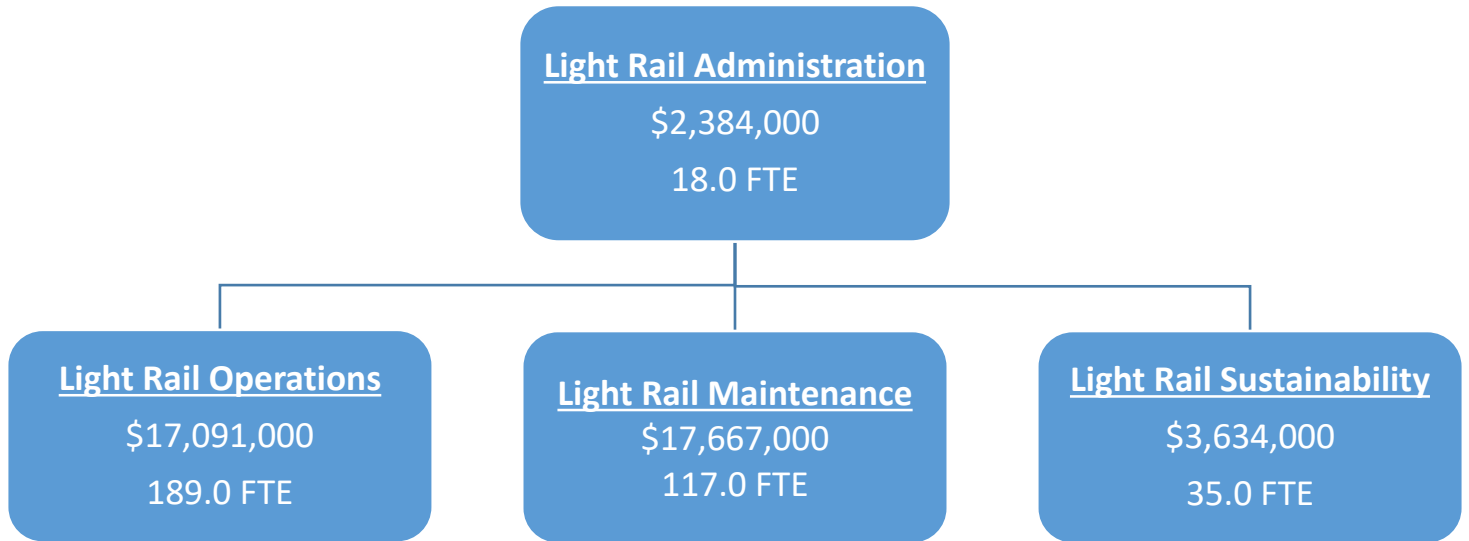 Light Rail Administration
$2,384,000
18.0 FTE
Light Rail Operations
$17,091,000
189.0 FTE
Light Rail Maintenance
$17,667,000
117.0 FTE
Light Rail Sustainability
$3,634,000
35.0 FTE